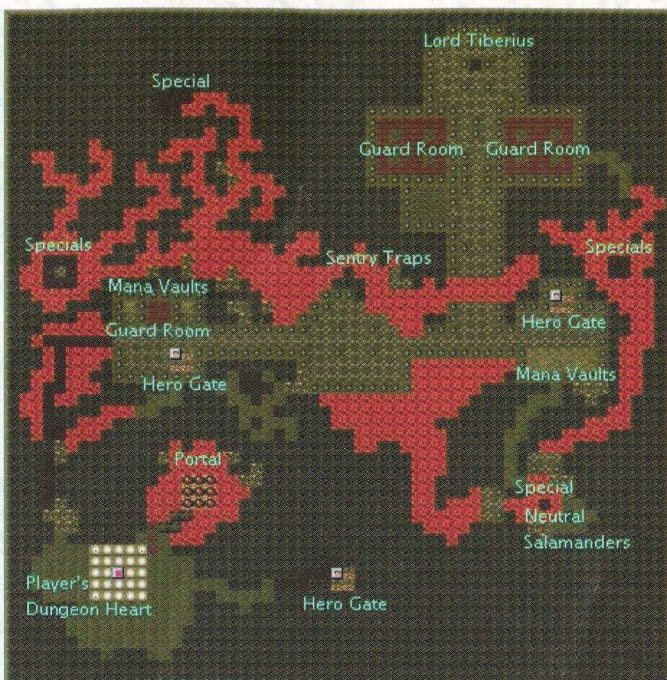 Lord Tiberius
Special
Guard Room
Guard Room
Specials
Sentry Traps
Specials
Mana Vaults
Hero Gate
Guard Room
Hero Gate
Mana Vaults
Portal
Special
Neutral
Salamanders
Player's
Dungeon Heart
Hero Gate